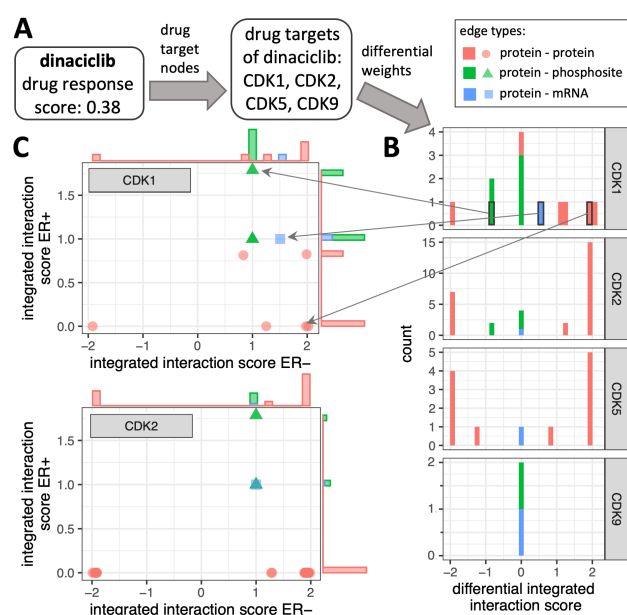 A
dinaciclib
drug response
score: 0.38
drug
target
nodes
drug targets
of dinaciclib:
CDK1, CDK2,
CDK5, CDK9
differential
weights
edge types:
protein - protein
protein - phosphosite
protein - mRNA
C
CDK1
integrated interaction
score ER+
1.5
1.0
0.5
0.0
−2 −1 0 1 2
integrated interaction score ER−
CDK2
integrated interaction
score ER+
1.5
1.0
0.5
0.0
−2 −1 0 1 2
integrated interaction score ER−
B
count
4
3
2
1
0
CDK1
15
10
5
0
CDK2
5
4
3
2
1
0
CDK5
2
1
0
CDK9
−2 −1 0 1 2
differential integrated
interaction score